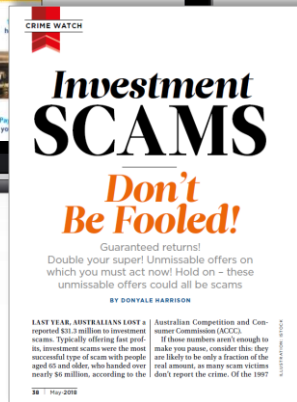 CRIME WATCH
Investment
SCAMS
Don't
Be Fooled!
Guaranteed returns!
Double your super! Unmissable offers on
which you must act now! Hold on – these
unmissable offers could all be scams
BY DONYALE HARRISON
LAST YEAR, AUSTRALIANS LOST a
reported $31.3 million to investment
scams. Typically offering fast prof-
its, investment scams were the most
successful type of scam with people
aged 65 and older, who handed over
nearly $6 million, according to the
Australian Competition and Con-
sumer Commission (ACCC).
If those numbers aren't enough to
make you pause, consider this: they
are likely to be only a fraction of the
real amount, as many scam victims
don't report the crime. Of the 1997
ILLUSTRATION: ISTOCK
38 | May•2018